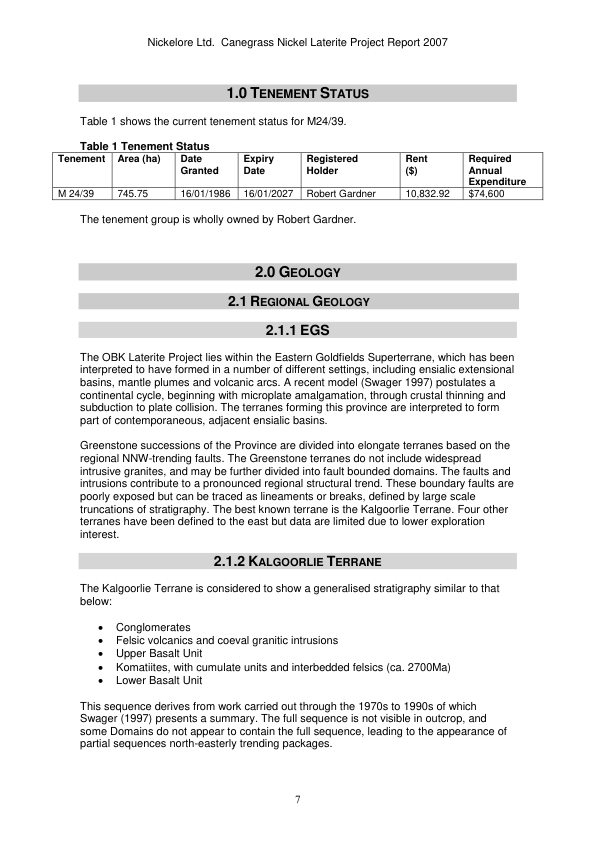 Nickelore Ltd.  Canegrass Nickel Laterite Project Report 2007
1.0 TENEMENT STATUS
Table 1 shows the current tenement status for M24/39.
Table 1 Tenement Status
Tenement | Area (ha) | Date Granted | Expiry Date | Registered Holder | Rent ($) | Required Annual Expenditure
M 24/39 | 745.75 | 16/01/1986 | 16/01/2027 | Robert Gardner | 10,832.92 | $74,600
The tenement group is wholly owned by Robert Gardner.
2.0 GEOLOGY
2.1 REGIONAL GEOLOGY
2.1.1 EGS
The OBK Laterite Project lies within the Eastern Goldfields Superterrane, which has been
interpreted to have formed in a number of different settings, including ensialic extensional
basins, mantle plumes and volcanic arcs. A recent model (Swager 1997) postulates a
continental cycle, beginning with microplate amalgamation, through crustal thinning and
subduction to plate collision. The terranes forming this province are interpreted to form
part of contemporaneous, adjacent ensialic basins.
Greenstone successions of the Province are divided into elongate terranes based on the
regional NNW-trending faults. The Greenstone terranes do not include widespread
intrusive granites, and may be further divided into fault bounded domains. The faults and
intrusions contribute to a pronounced regional structural trend. These boundary faults are
poorly exposed but can be traced as lineaments or breaks, defined by large scale
truncations of stratigraphy. The best known terrane is the Kalgoorlie Terrane. Four other
terranes have been defined to the east but data are limited due to lower exploration
interest.
2.1.2 KALGOORLIE TERRANE
The Kalgoorlie Terrane is considered to show a generalised stratigraphy similar to that
below:
• Conglomerates
• Felsic volcanics and coeval granitic intrusions
• Upper Basalt Unit
• Komatiites, with cumulate units and interbedded felsics (ca. 2700Ma)
• Lower Basalt Unit
This sequence derives from work carried out through the 1970s to 1990s of which
Swager (1997) presents a summary. The full sequence is not visible in outcrop, and
some Domains do not appear to contain the full sequence, leading to the appearance of
partial sequences north-easterly trending packages.
7